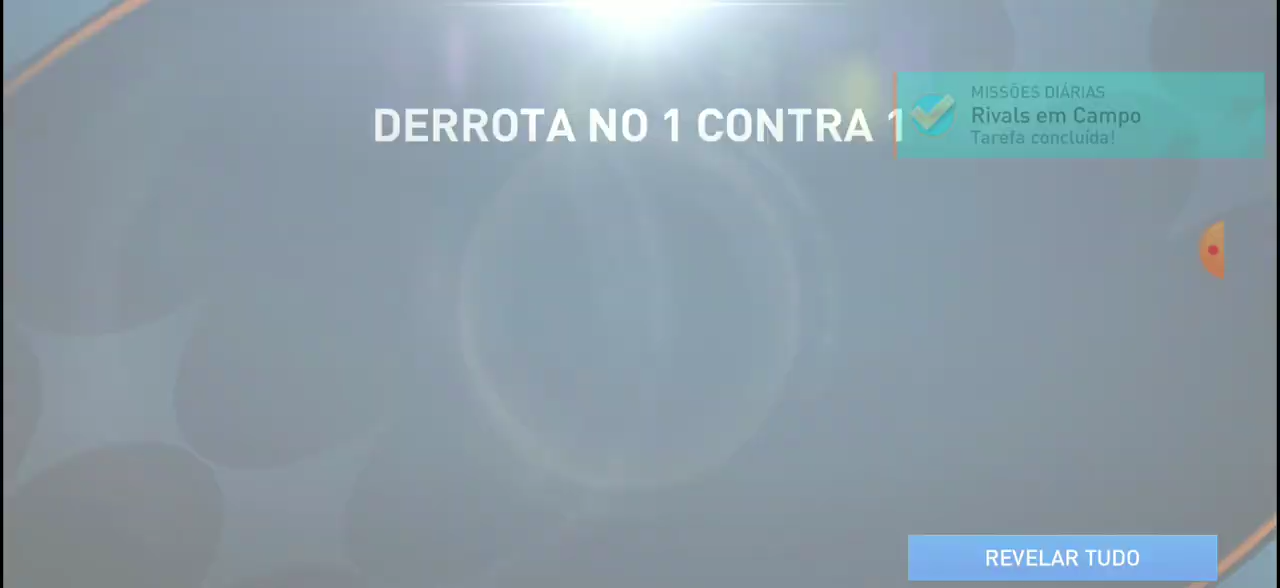 DERROTA NO 1 CONTRA 1
MISSÕES DIÁRIAS
Rivals em Campo
Tarefa concluída!
REVELAR TUDO